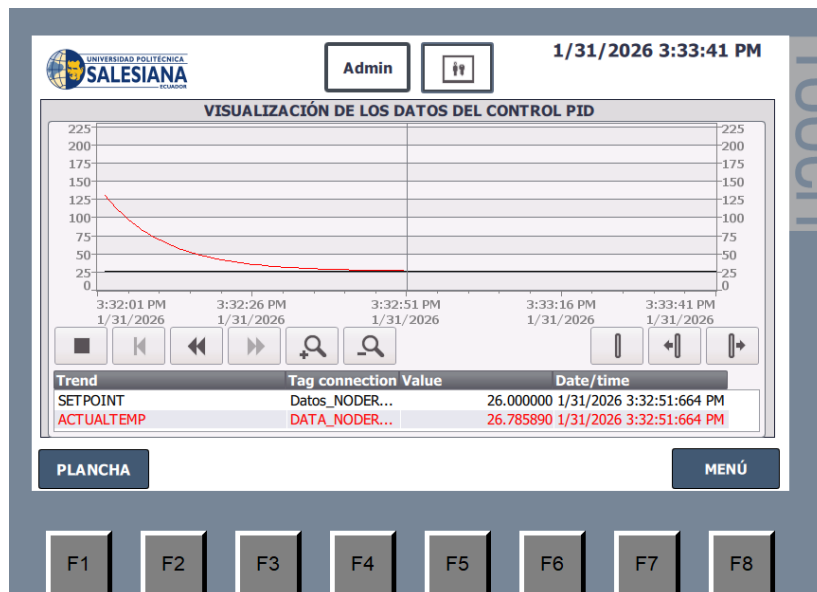 UNIVERSIDAD POLITÉCNICA
SALESIANA
ECUADOR
Admin
1/31/2026 3:33:41 PM
TOUCH
VISUALIZACIÓN DE LOS DATOS DEL CONTROL PID
225 225
200 200
175 175
150 150
125 125
100 100
75 75
50 50
25 25
0 0
3:32:01 PM 3:32:26 PM 3:32:51 PM 3:33:16 PM 3:33:41 PM
1/31/2026 1/31/2026 1/31/2026 1/31/2026 1/31/2026
Trend Tag connection Value Date/time
SETPOINT Datos_NODER... 26.000000 1/31/2026 3:32:51:664 PM
ACTUALTEMP DATA_NODER... 26.785890 1/31/2026 3:32:51:664 PM
PLANCHA MENÚ
F1 F2 F3 F4 F5 F6 F7 F8